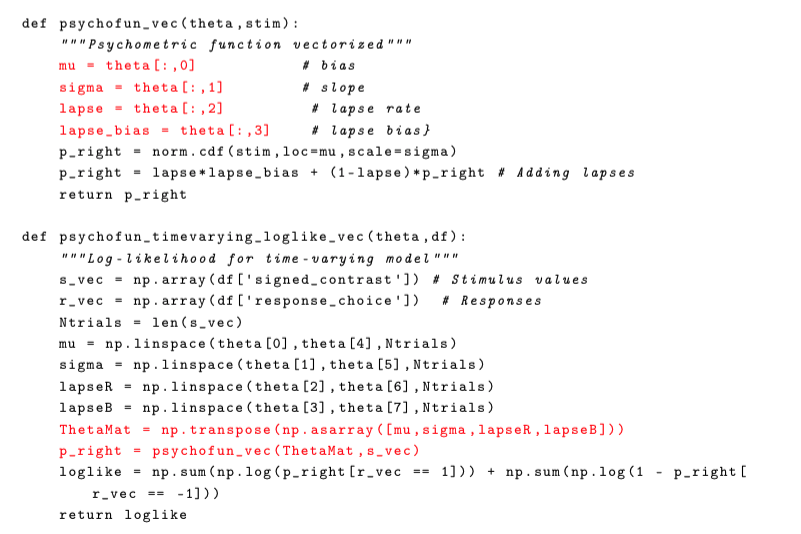 def psychofun_vec(theta,stim):
    """Psychometric function vectorized"""
    mu = theta[:,0]             # bias
    sigma = theta[:,1]          # slope
    lapse = theta[:,2]           # lapse rate
    lapse_bias = theta[:,3]      # lapse bias}
    p_right = norm.cdf(stim,loc=mu,scale=sigma)
    p_right = lapse*lapse_bias + (1-lapse)*p_right # Adding lapses
    return p_right

def psychofun_timevarying_loglike_vec(theta,df):
    """Log-likelihood for time-varying model"""
    s_vec = np.array(df['signed_contrast']) # Stimulus values
    r_vec = np.array(df['response_choice'])  # Responses
    Ntrials = len(s_vec)
    mu = np.linspace(theta[0],theta[4],Ntrials)
    sigma = np.linspace(theta[1],theta[5],Ntrials)
    lapseR = np.linspace(theta[2],theta[6],Ntrials)
    lapseB = np.linspace(theta[3],theta[7],Ntrials)
    ThetaMat = np.transpose(np.asarray([mu,sigma,lapseR,lapseB]))
    p_right = psychofun_vec(ThetaMat,s_vec)
    loglike = np.sum(np.log(p_right[r_vec == 1])) + np.sum(np.log(1 - p_right[
        r_vec == -1]))
    return loglike